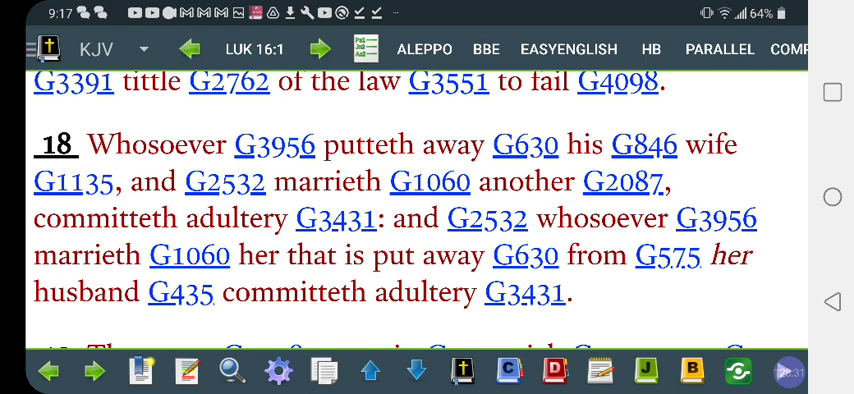 9:17 64%
KJV LUK 16:1 ALEPPO BBE EASYENGLISH HB PARALLEL
G3391 tittle G2762 of the law G3551 to fail G4098.
18 Whosoever G3956 putteth away G630 his G846 wife
G1135, and G2532 marrieth G1060 another G2087,
committeth adultery G3431: and G2532 whosoever G3956
marrieth G1060 her that is put away G630 from G575 her
husband G435 committeth adultery G3431.